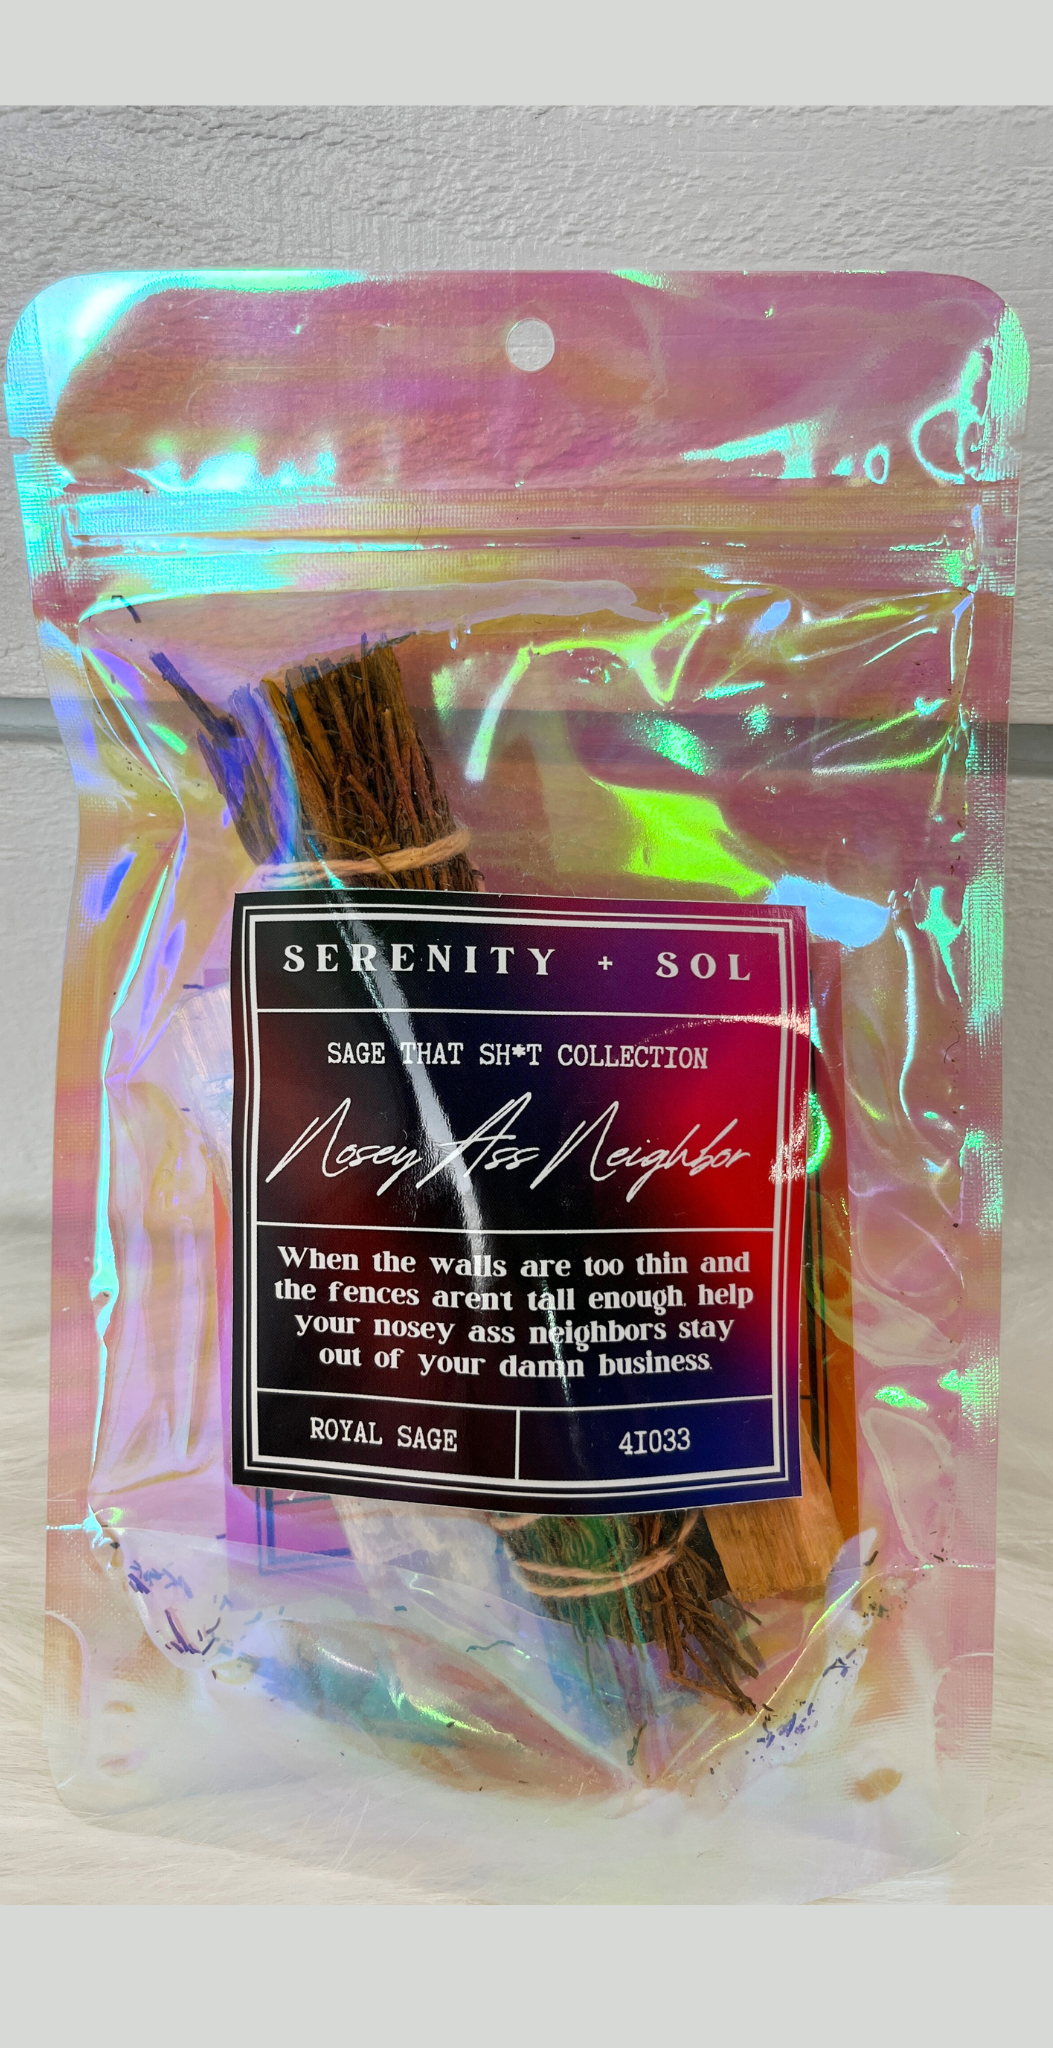 SERENITY + SOL
SAGE THAT SH*T COLLECTION
Nosey Ass Neighbor
When the walls are too thin and
the fences arent tall enough, help
your nosey ass neighbors stay
out of your damn business.
ROYAL SAGE
41033